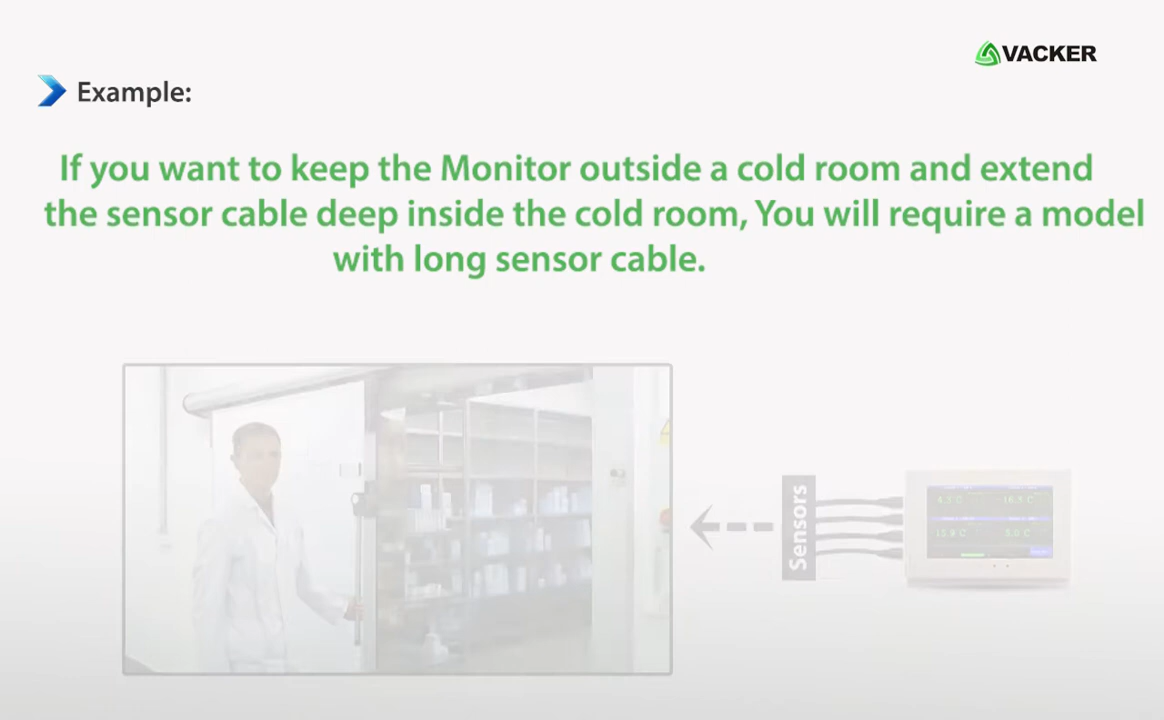 VACKER
Example:
If you want to keep the Monitor outside a cold room and extend
the sensor cable deep inside the cold room, You will require a model
with long sensor cable.
Sensors